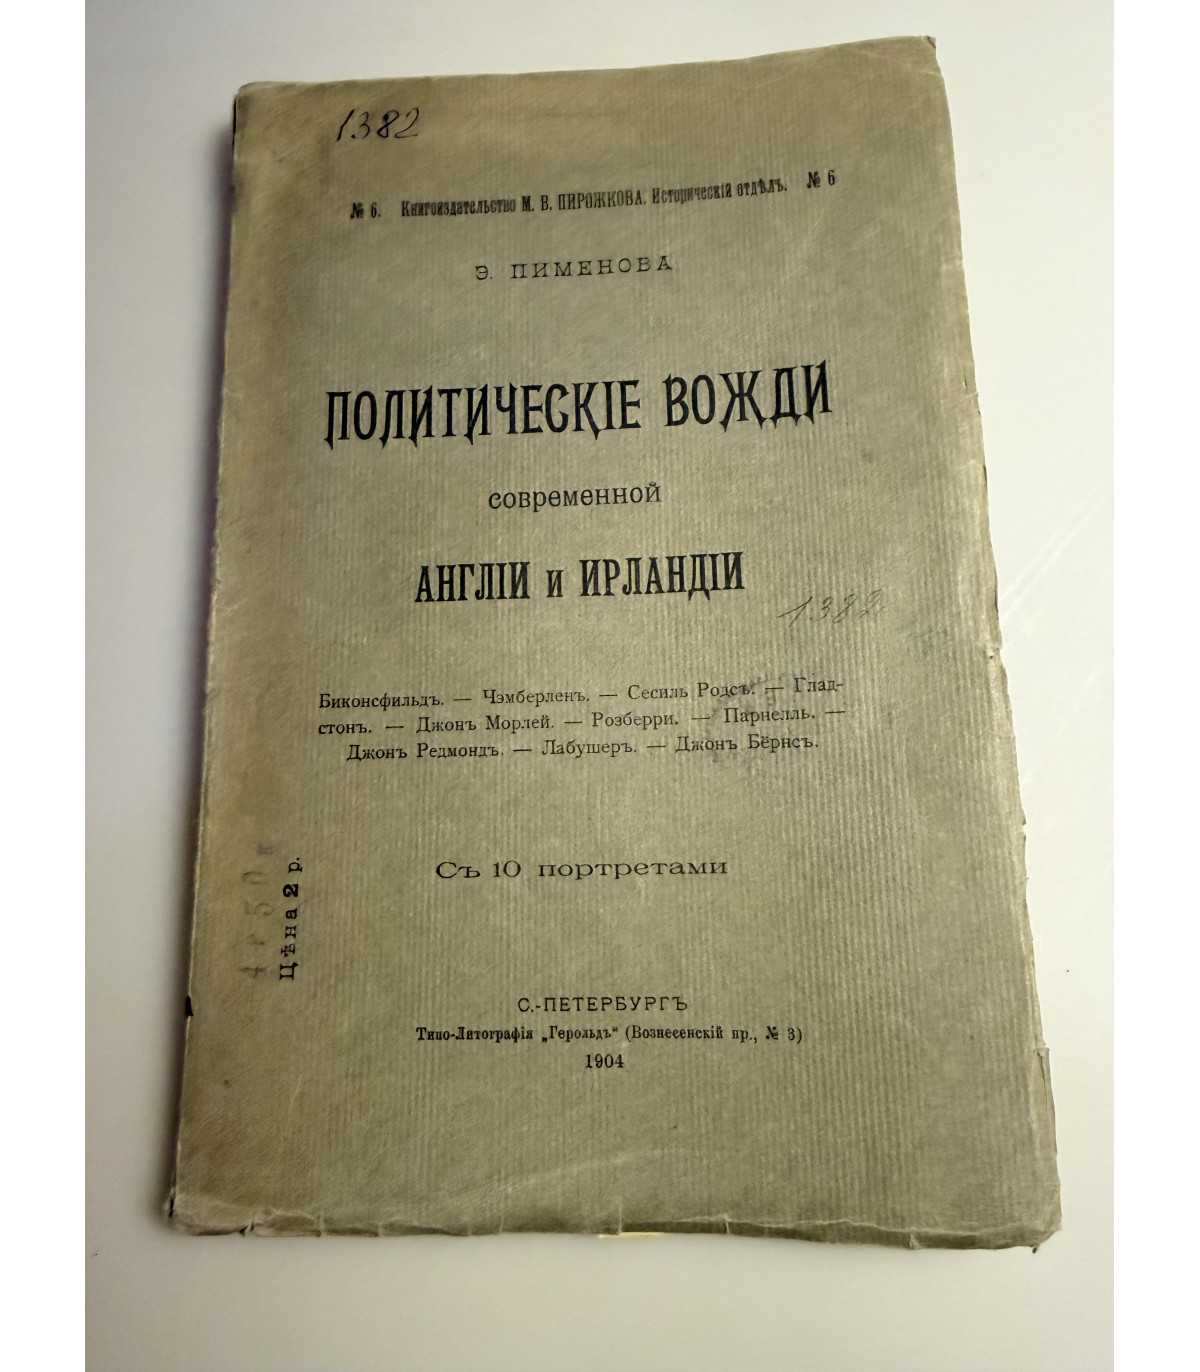 1382
№ 6. Книгоиздательство М. В. ПИРОЖКОВА. Историческій отдѣлъ. № 6
Э. ПИМЕНОВА
ПОЛИТИЧЕСКІЕ ВОЖДИ
современной
АНГЛІИ и ИРЛАНДІИ
1382
Биконсфильдъ. — Чэмберленъ. — Сесиль Родсъ. — Глад-
стонъ. — Джонъ Морлей. — Розберри. — Парнелль. —
Джонъ Редмондъ. — Лабушеръ. — Джонъ Бёрнсъ.
Съ 10 портретами
Цѣна 2 р.
С.-ПЕТЕРБУРГЪ
Типо-Литографія „Герольдъ“ (Вознесенскій пр., № 3)
1904